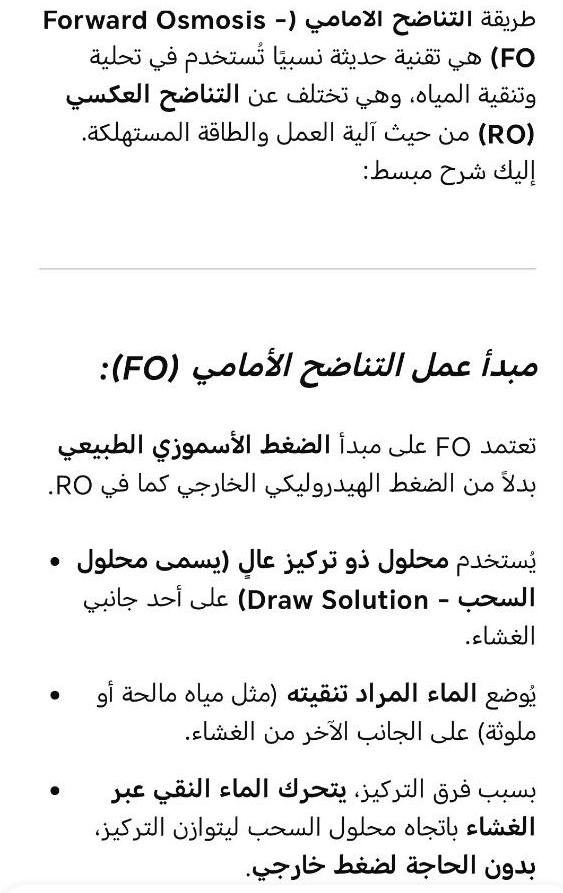 طريقة التناضح الامامي (Forward Osmosis -
FO) هي تقنية حديثة نسبيًا تُستخدم في تحلية
وتنقية المياه، وهي تختلف عن التناضح العكسي
(RO) من حيث آلية العمل والطاقة المستهلكة.
إليك شرح مبسط:
مبدأ عمل التناضح الأمامي (FO):
تعتمد FO على مبدأ الضغط الأسموزي الطبيعي
بدلاً من الضغط الهيدروليكي الخارجي كما في RO.
• يُستخدم محلول ذو تركيز عالٍ (يسمى محلول
السحب - Draw Solution) على أحد جانبي
الغشاء.
• يُوضع الماء المراد تنقيته (مثل مياه مالحة أو
ملوثة) على الجانب الآخر من الغشاء.
• بسبب فرق التركيز، يتحرك الماء النقي عبر
الغشاء باتجاه محلول السحب ليتوازن التركيز،
بدون الحاجة لضغط خارجي.